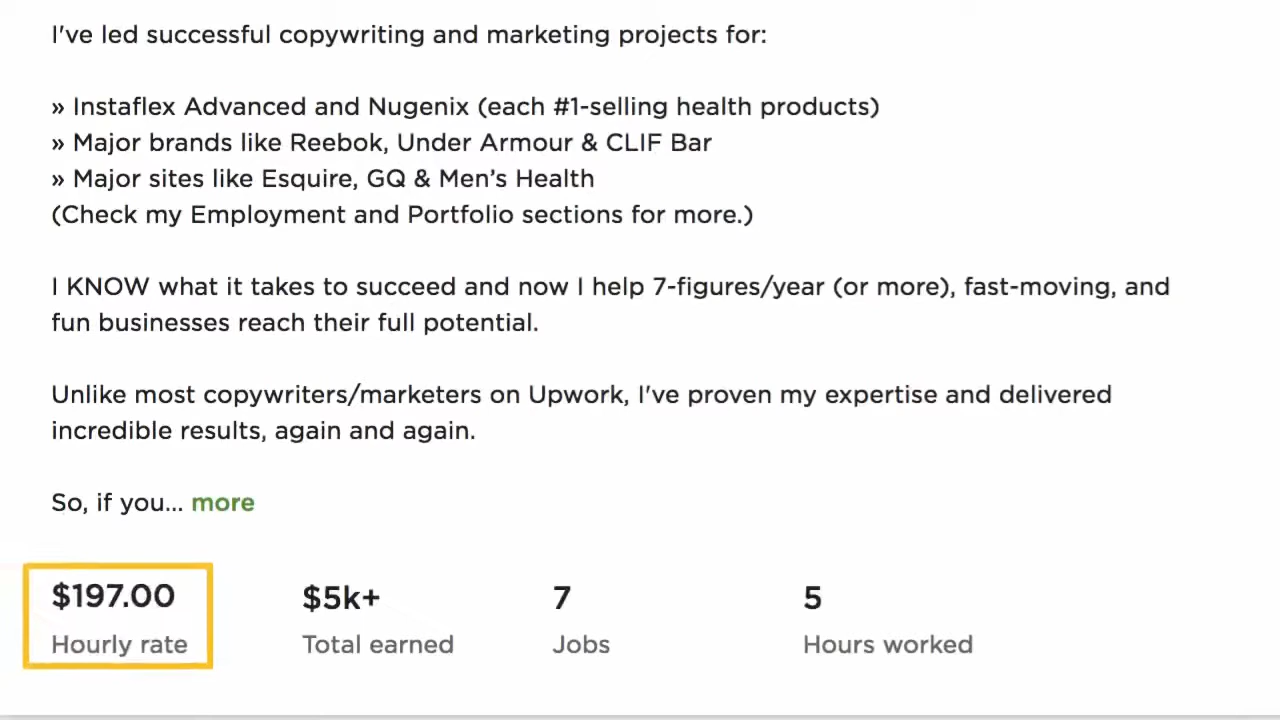 I've led successful copywriting and marketing projects for:
» Instaflex Advanced and Nugenix (each #1-selling health products)
» Major brands like Reebok, Under Armour & CLIF Bar
» Major sites like Esquire, GQ & Men’s Health
(Check my Employment and Portfolio sections for more.)
I KNOW what it takes to succeed and now I help 7-figures/year (or more), fast-moving, and
fun businesses reach their full potential.
Unlike most copywriters/marketers on Upwork, I've proven my expertise and delivered
incredible results, again and again.
So, if you... more
$197.00 $5k+ 7 5
Hourly rate Total earned Jobs Hours worked